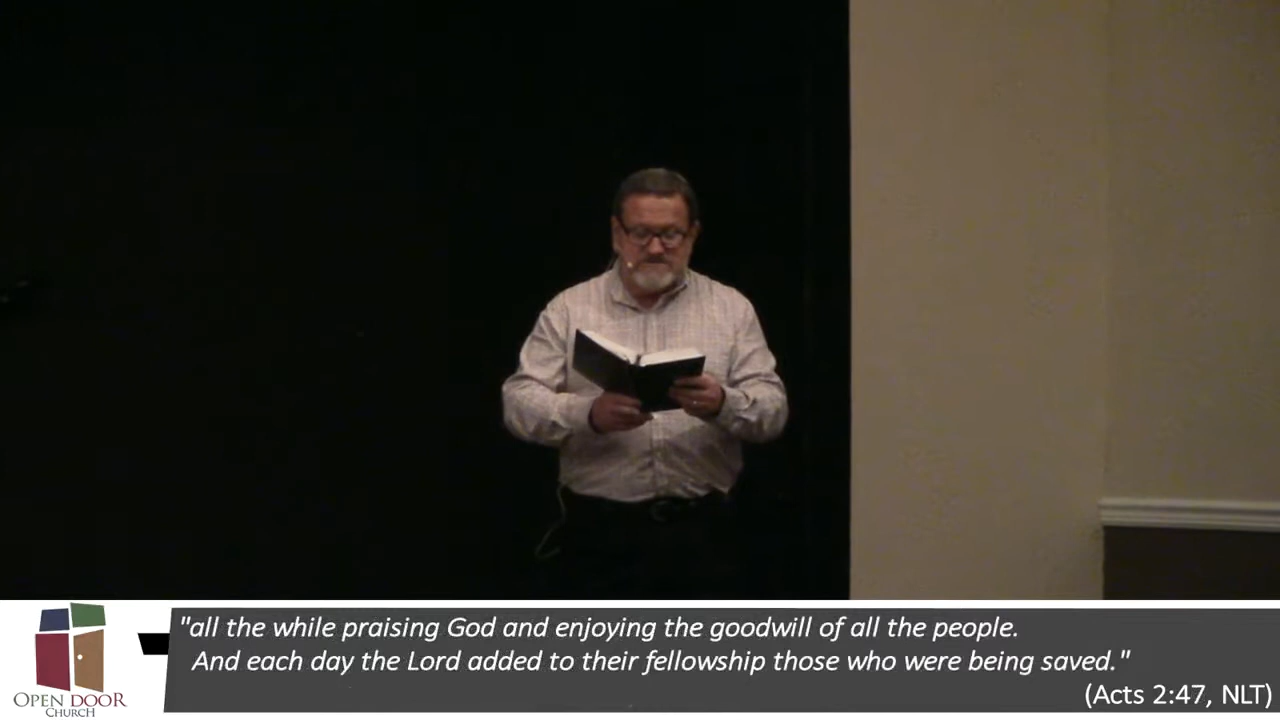 "all the while praising God and enjoying the goodwill of all the people.
And each day the Lord added to their fellowship those who were being saved."
(Acts 2:47, NLT)
OPEN DOOR
CHURCH